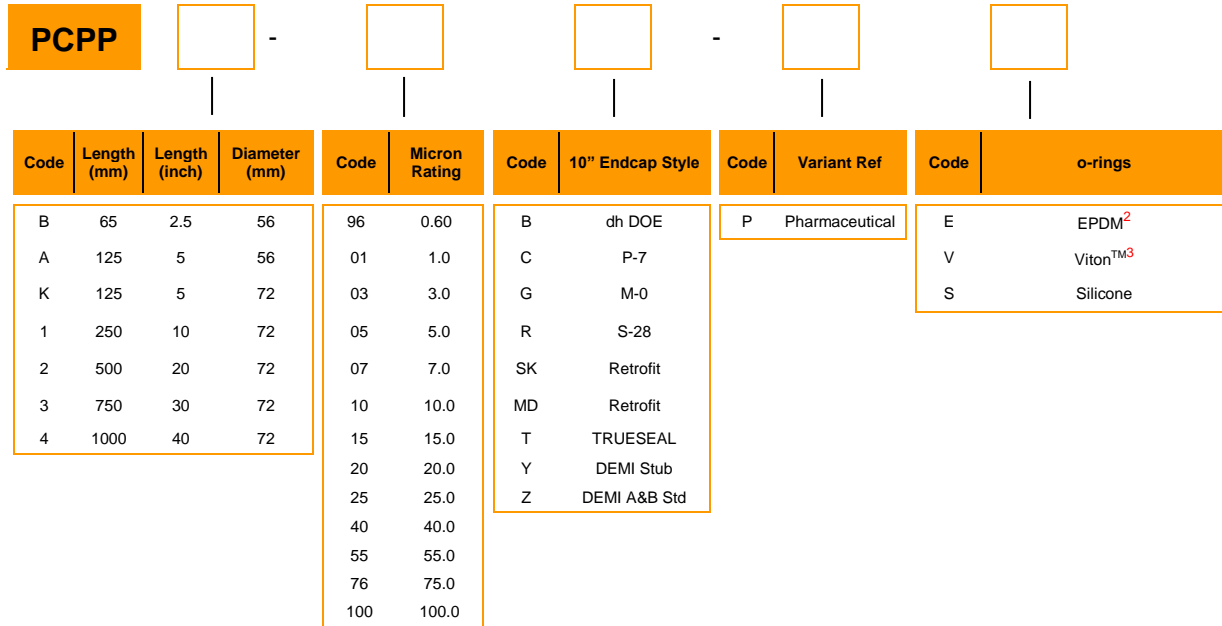 PCPP - -
Code Length (mm) Length (inch) Diameter (mm)
B 65 2.5 56
A 125 5 56
K 125 5 72
1 250 10 72
2 500 20 72
3 750 30 72
4 1000 40 72
Code Micron Rating
96 0.60
01 1.0
03 3.0
05 5.0
07 7.0
10 10.0
15 15.0
20 20.0
25 25.0
40 40.0
55 55.0
76 75.0
100 100.0
Code 10” Endcap Style
B dh DOE
C P-7
G M-0
R S-28
SK Retrofit
MD Retrofit
T TRUESEAL
Y DEMI Stub
Z DEMI A&B Std
Code Variant Ref
P Pharmaceutical
Code o-rings
E EPDM2
V Viton™3
S Silicone